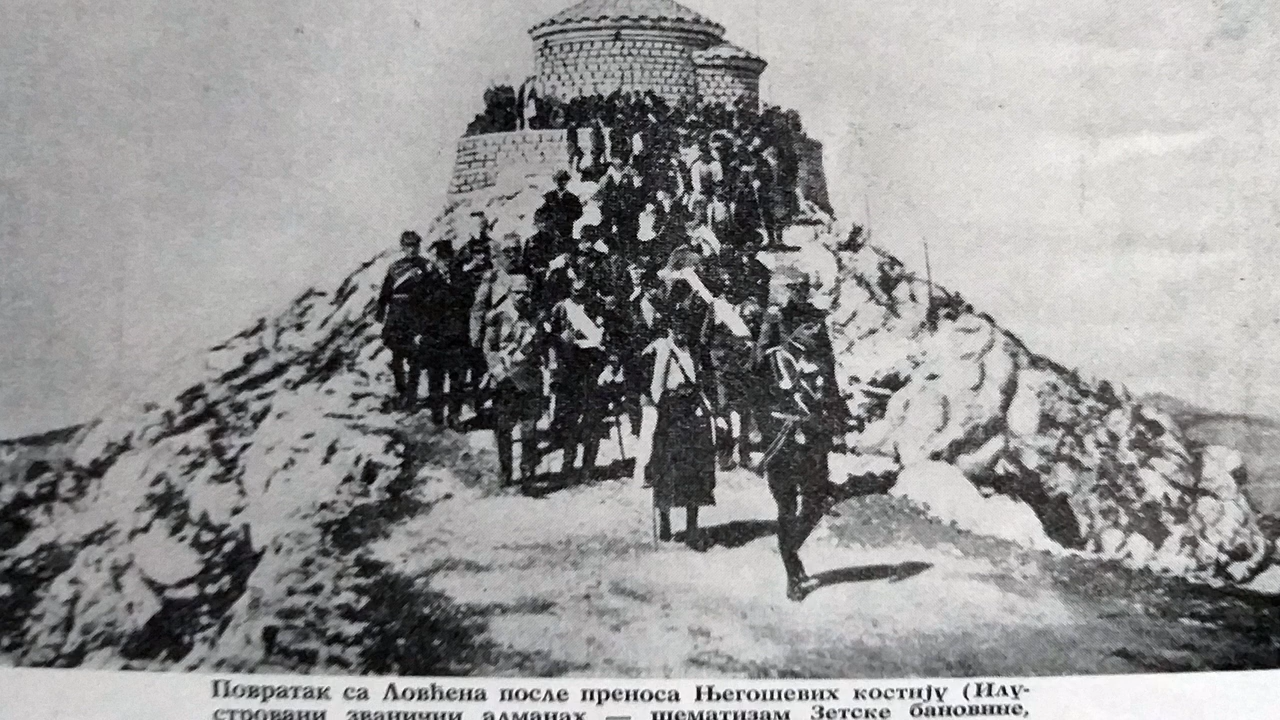 Повратак са Ловћена после преноса Његошевих костију (Илу-
стровани званични алманах — шематизам Зетске бановине,